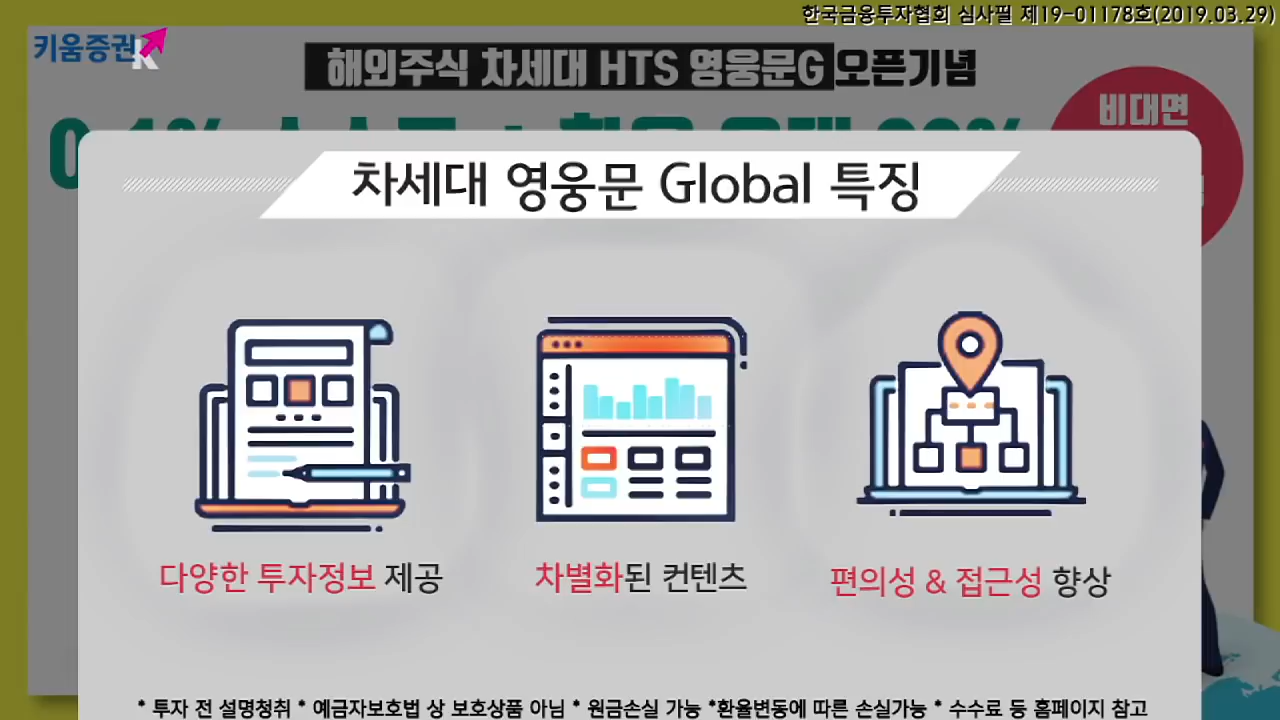 한국금융투자협회 심사필 제19-01178호(2019.03.29)
키움증권
해외주식 차세대 HTS 영웅문G 오픈기념
비대면
차세대 영웅문 Global 특징
다양한 투자정보 제공
차별화된 컨텐츠
편의성 & 접근성 향상
* 투자 전 설명청취 * 예금자보호법 상 보호상품 아님 * 원금손실 가능 *환율변동에 따른 손실가능 * 수수료 등 홈페이지 참고